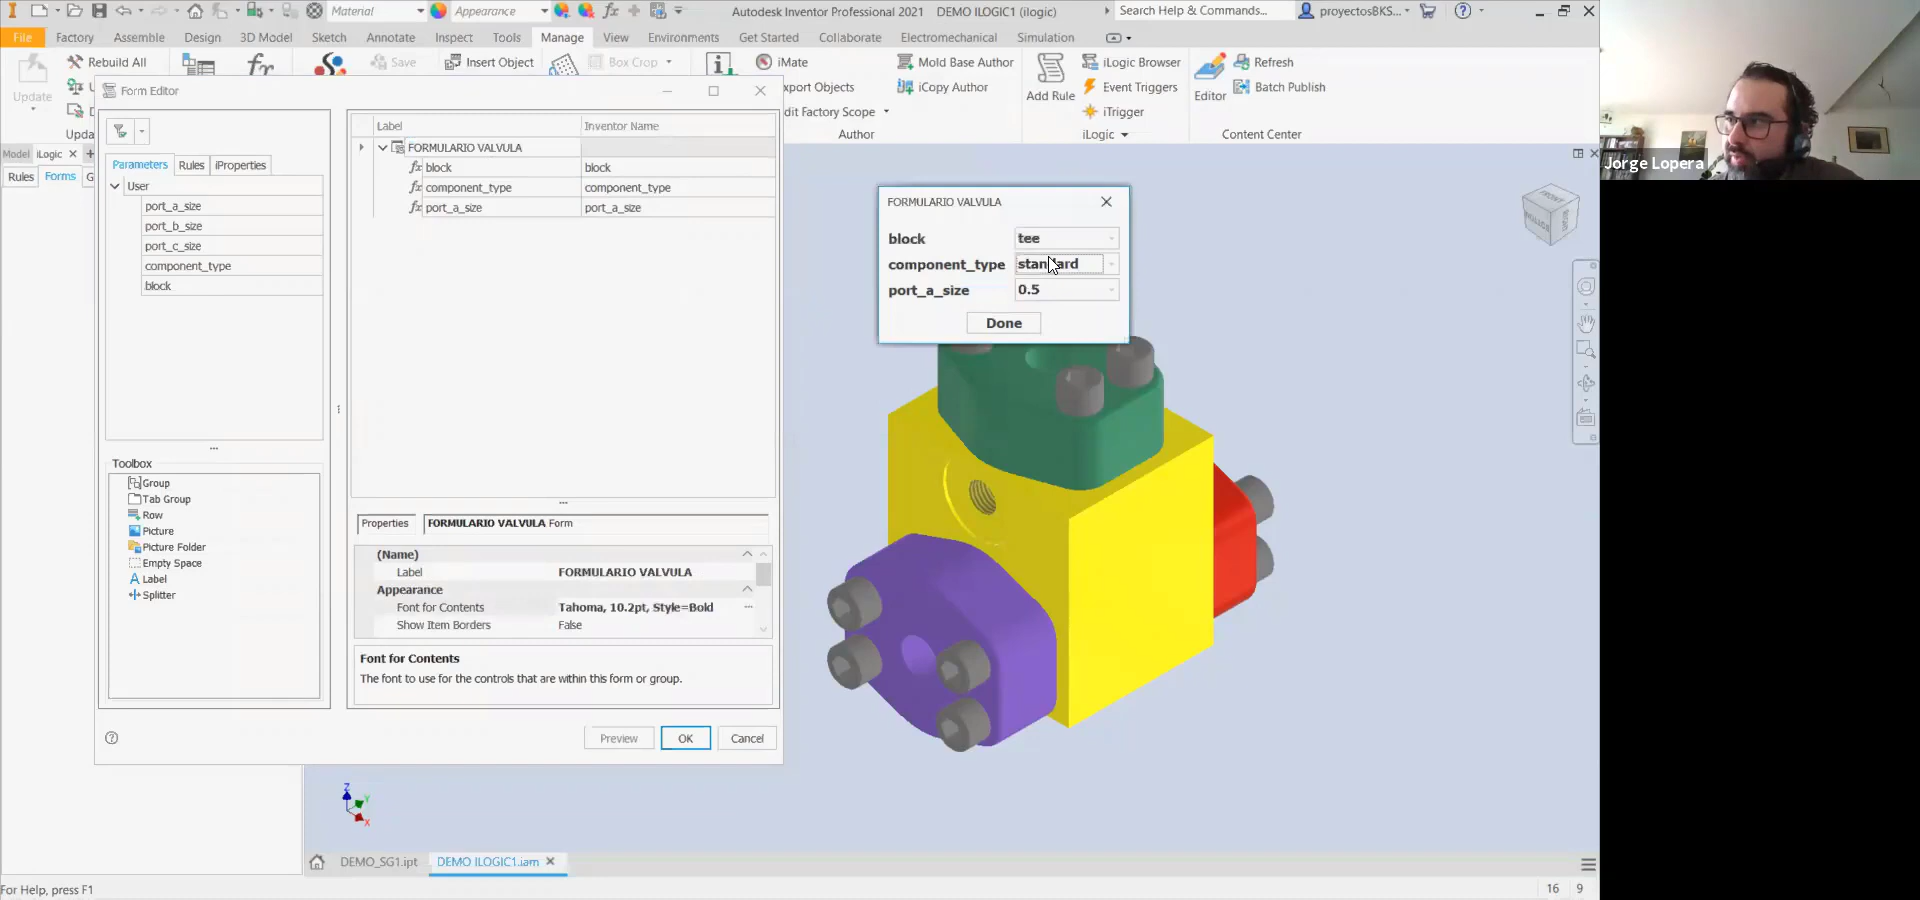 Material
Appearance
Autodesk Inventor Professional 2021 DEMO ILOGIC1 (ilogic)
Search Help & Commands...
proyectosBKS...
File
Factory
Assemble
Design
3D Model
Sketch
Annotate
Inspect
Tools
Manage
View
Environments
Get Started
Collaborate
Electromechanical
Simulation
Update
Rebuild All
Save
Insert Object
Box Crop
iMate
xport Objects
dit Factory Scope
Mold Base Author
iCopy Author
Author
Add Rule
iLogic Browser
Event Triggers
iTrigger
iLogic
Editor
Refresh
Batch Publish
Content Center
Upda
Model iLogic
Rules Forms G
Form Editor
Parameters Rules iProperties
User
port_a_size
port_b_size
port_c_size
component_type
block
Toolbox
Group
Tab Group
Row
Picture
Picture Folder
Empty Space
Label
Splitter
Label Inventor Name
FORMULARIO VALVULA
fx block block
fx component_type component_type
fx port_a_size port_a_size
Properties FORMULARIO VALVULA Form
(Name)
Label FORMULARIO VALVULA
Appearance
Font for Contents Tahoma, 10.2pt, Style=Bold ...
Show Item Borders False
Font for Contents
The font to use for the controls that are within this form or group.
Preview OK Cancel
FORMULARIO VALVULA
block tee
component_type standard
port_a_size 0.5
Done
Jorge Lopera
Z
Y
X
DEMO_SG1.ipt DEMO ILOGIC1.iam
For Help, press F1
16 9